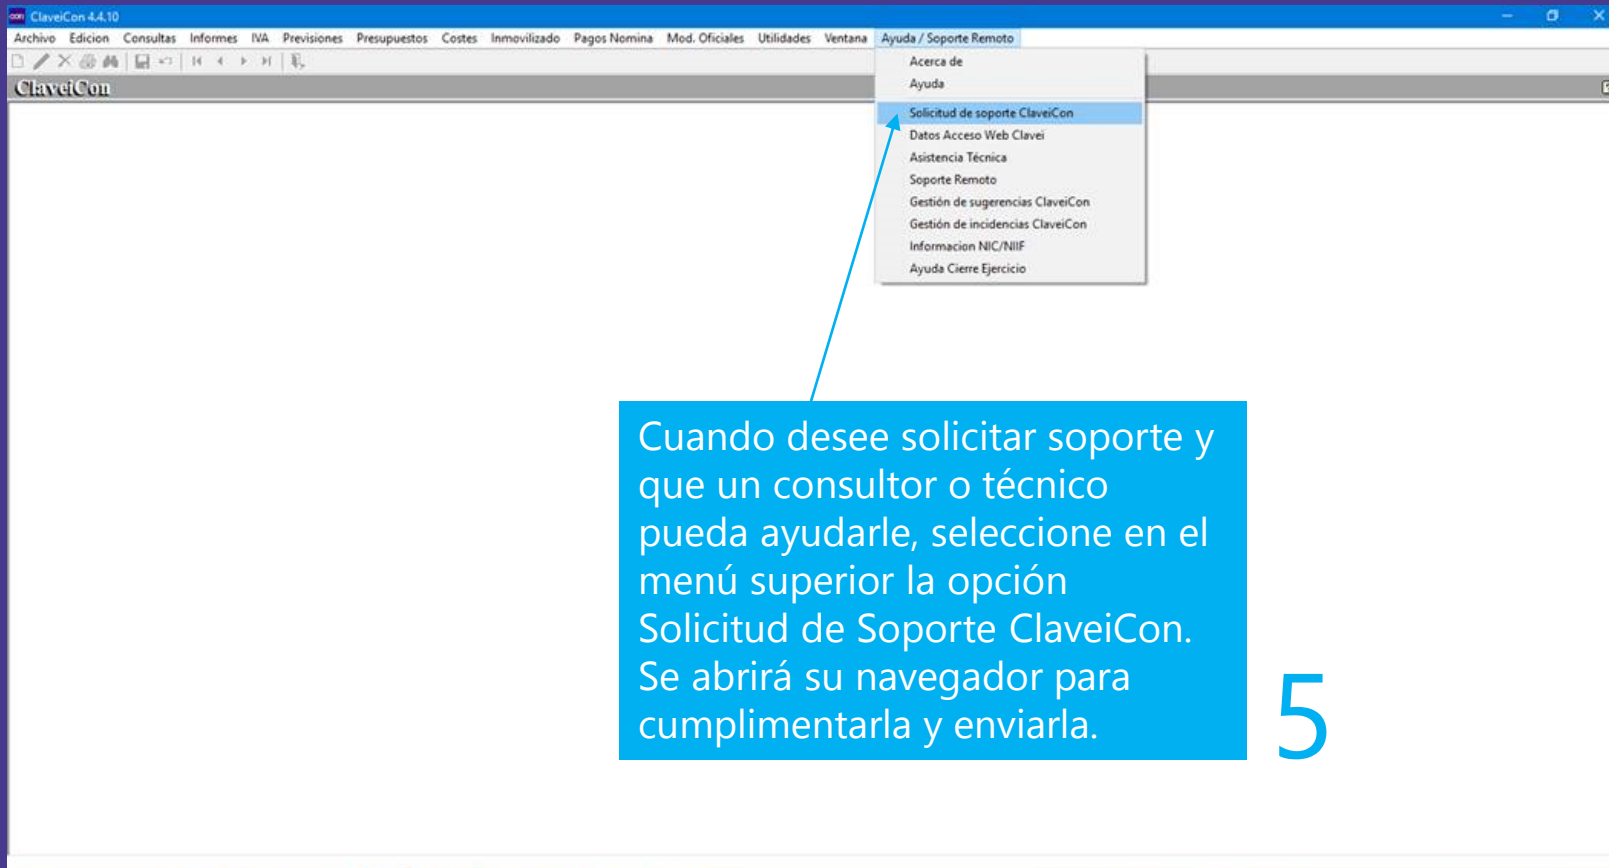 con ClaveiCon 4.4.10
Archivo Edicion Consultas Informes IVA Previsiones Presupuestos Costes Inmovilizado Pagos Nomina Mod. Oficiales Utilidades Ventana Ayuda / Soporte Remoto
ClaveiCon
Acerca de
Ayuda
Solicitud de soporte ClaveiCon
Datos Acceso Web Clavei
Asistencia Técnica
Soporte Remoto
Gestión de sugerencias ClaveiCon
Gestión de incidencias ClaveiCon
Informacion NIC/NIIF
Ayuda Cierre Ejercicio
Cuando desee solicitar soporte y
que un consultor o técnico
pueda ayudarle, seleccione en el
menú superior la opción
Solicitud de Soporte ClaveiCon.
Se abrirá su navegador para
cumplimentarla y enviarla.
5